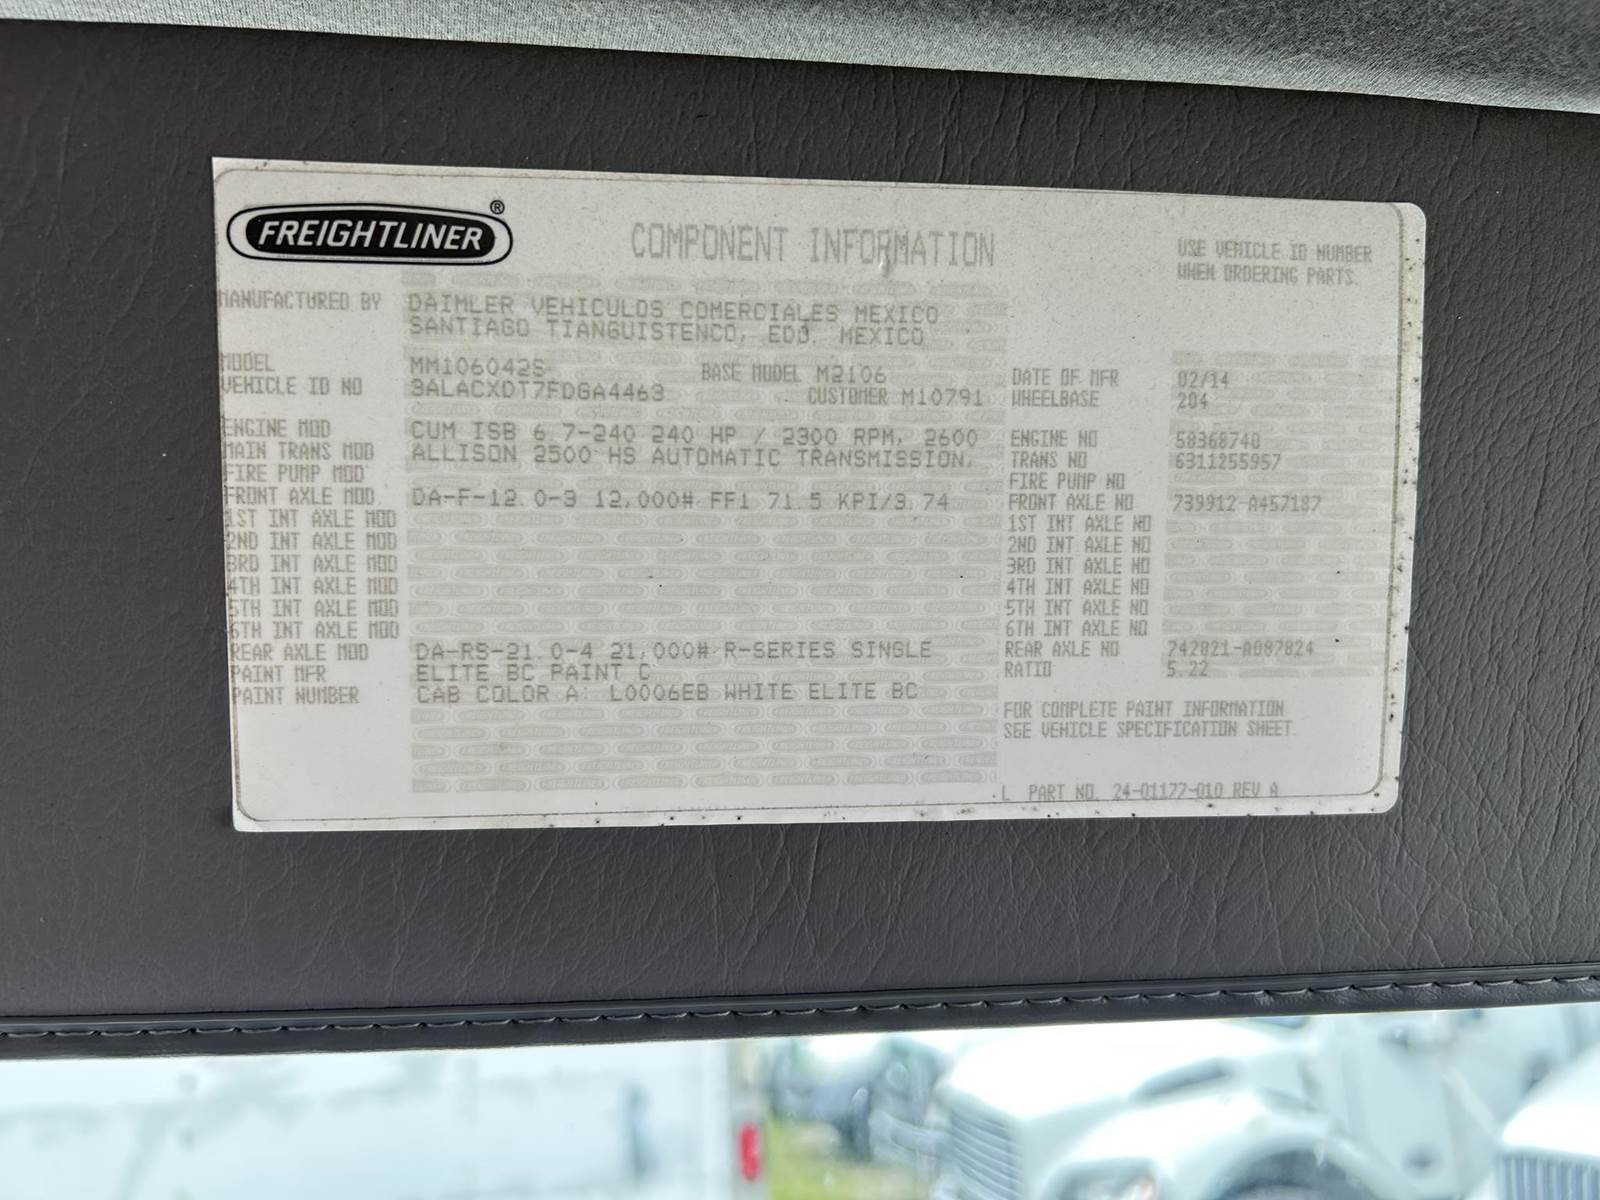 FREIGHTLINER®
COMPONENT INFORMATION
USE VEHICLE ID NUMBER
WHEN ORDERING PARTS.
MANUFACTURED BY DAIMLER VEHICULOS COMERCIALES MEXICO
SANTIAGO TIANGUISTENCO, EDO. MEXICO
MODEL MM106042S BASE MODEL M2106 DATE OF MFR 02/14
VEHICLE ID NO 3ALACXDT7FDGA4463 CUSTOMER M10791 WHEELBASE 204
ENGINE MOD CUM ISB 6.7-240 240 HP / 2300 RPM, 2600 ENGINE NO 58368740
MAIN TRANS MOD ALLISON 2500 HS AUTOMATIC TRANSMISSION, TRANS NO 6311255957
FIRE PUMP MOD FIRE PUMP NO
FRONT AXLE MOD. DA-F-12.0-3 12,000# FF1 71.5 KPI/3.74 FRONT AXLE NO 739912-A457187
1ST INT AXLE MOD 1ST INT AXLE NO
2ND INT AXLE MOD 2ND INT AXLE NO
3RD INT AXLE MOD 3RD INT AXLE NO
4TH INT AXLE MOD 4TH INT AXLE NO
5TH INT AXLE MOD 5TH INT AXLE NO
6TH INT AXLE MOD 6TH INT AXLE NO
REAR AXLE MOD DA-RS-21.0-4 21,000# R-SERIES SINGLE REAR AXLE NO 742821-A087824
PAINT MFR ELITE BC PAINT C RATIO 5.22
PAINT NUMBER CAB COLOR A: L0006EB WHITE ELITE BC
FOR COMPLETE PAINT INFORMATION
SEE VEHICLE SPECIFICATION SHEET.
L PART NO. 24-01177-010 REV A